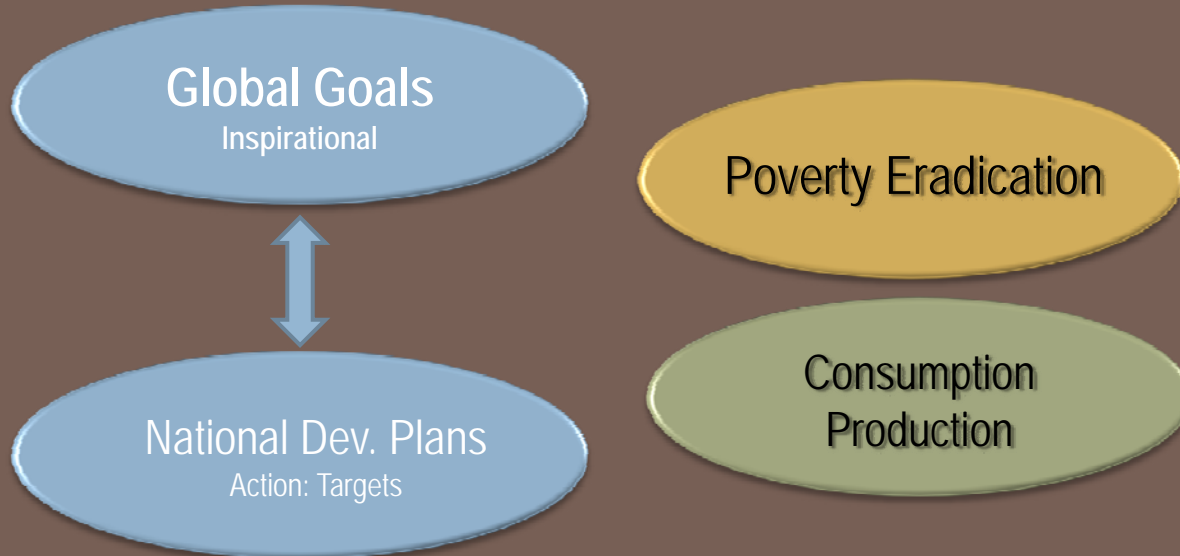 Global Goals
Inspirational
National Dev. Plans
Action: Targets
Poverty Eradication
Consumption
Production